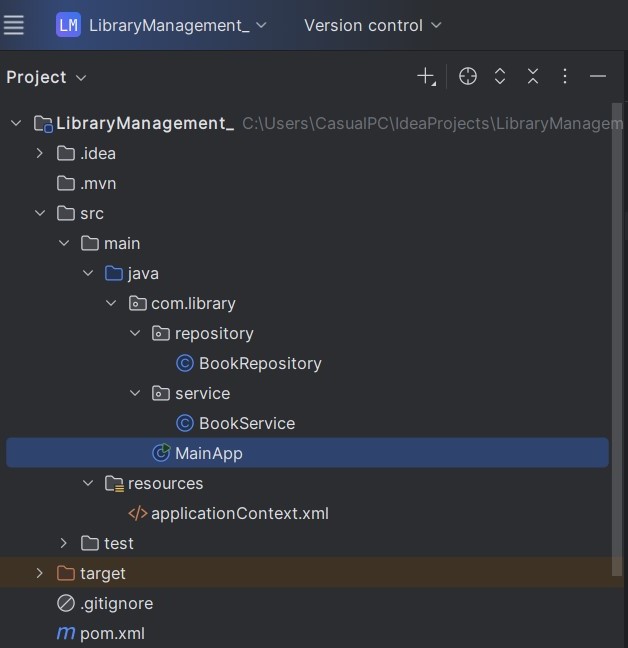 LM LibraryManagement_ Version control
Project
LibraryManagement_ C:\Users\CasualPC\IdeaProjects\LibraryManagem
.idea
.mvn
src
main
java
com.library
repository
BookRepository
service
BookService
MainApp
resources
applicationContext.xml
test
target
.gitignore
pom.xml